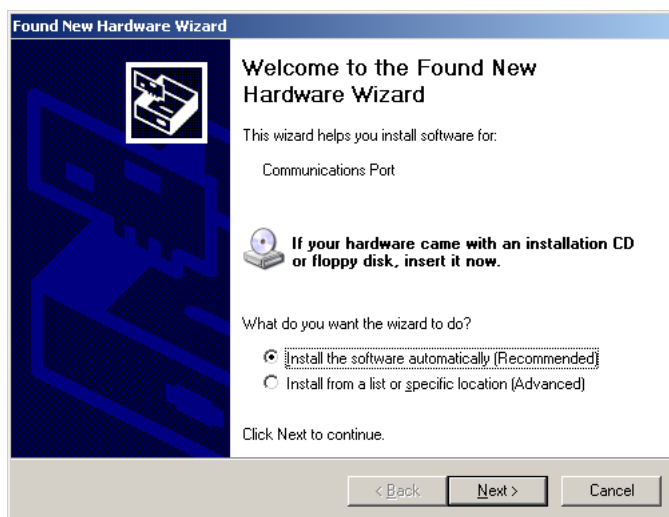 Found New Hardware Wizard
Welcome to the Found New
Hardware Wizard
This wizard helps you install software for:
Communications Port
If your hardware came with an installation CD
or floppy disk, insert it now.
What do you want the wizard to do?
Install the software automatically (Recommended)
Install from a list or specific location (Advanced)
Click Next to continue.
< Back Next > Cancel